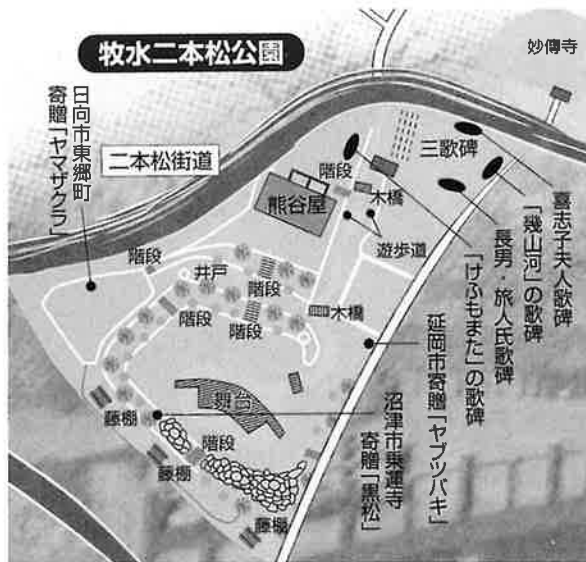 牧水二本松公園
妙傳寺
日向市東郷町
寄贈「ヤマザクラ」
二本松街道
三歌碑
階段
木橋
熊谷屋
遊歩道
喜志子夫人歌碑
「幾山河」の歌碑
長男・旅人氏歌碑
「けふもまた」の歌碑
階段
井戸
階段
階段
階段
木橋
延岡市寄贈「ヤブツバキ」
舞台
沼津市乗運寺
寄贈「黒松」
藤棚
階段
藤棚
藤棚